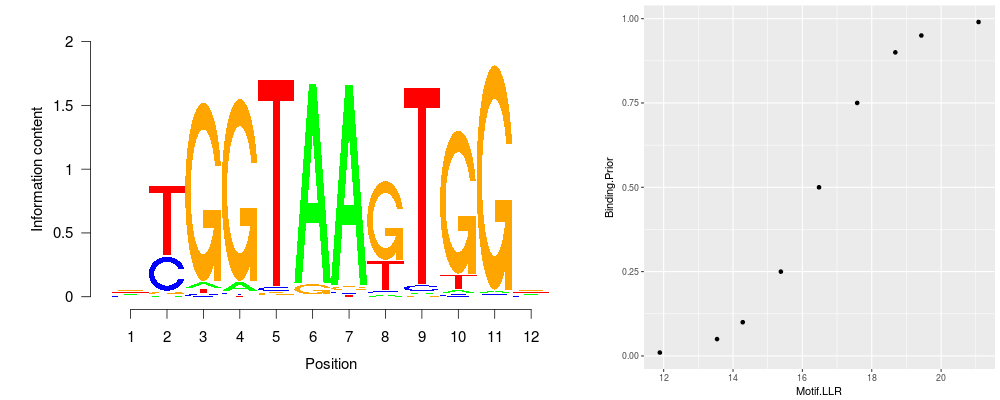 2
1.5
1
0.5
0
Information content
TGGTAAGTGG
C T T
1 2 3 4 5 6 7 8 9 10 11 12
Position
1.00
0.75
0.50
0.25
0.00
Binding.Prior
12 14 16 18 20
Motif.LLR